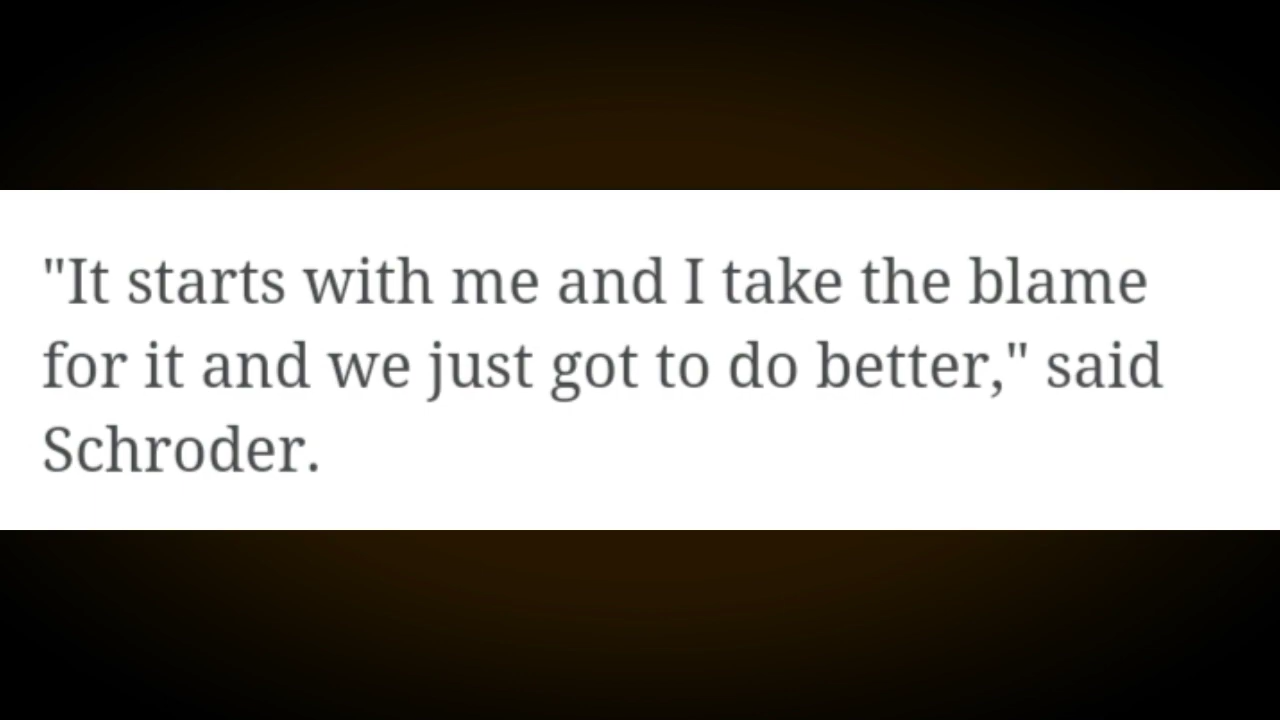 "It starts with me and I take the blame
for it and we just got to do better," said
Schroder.